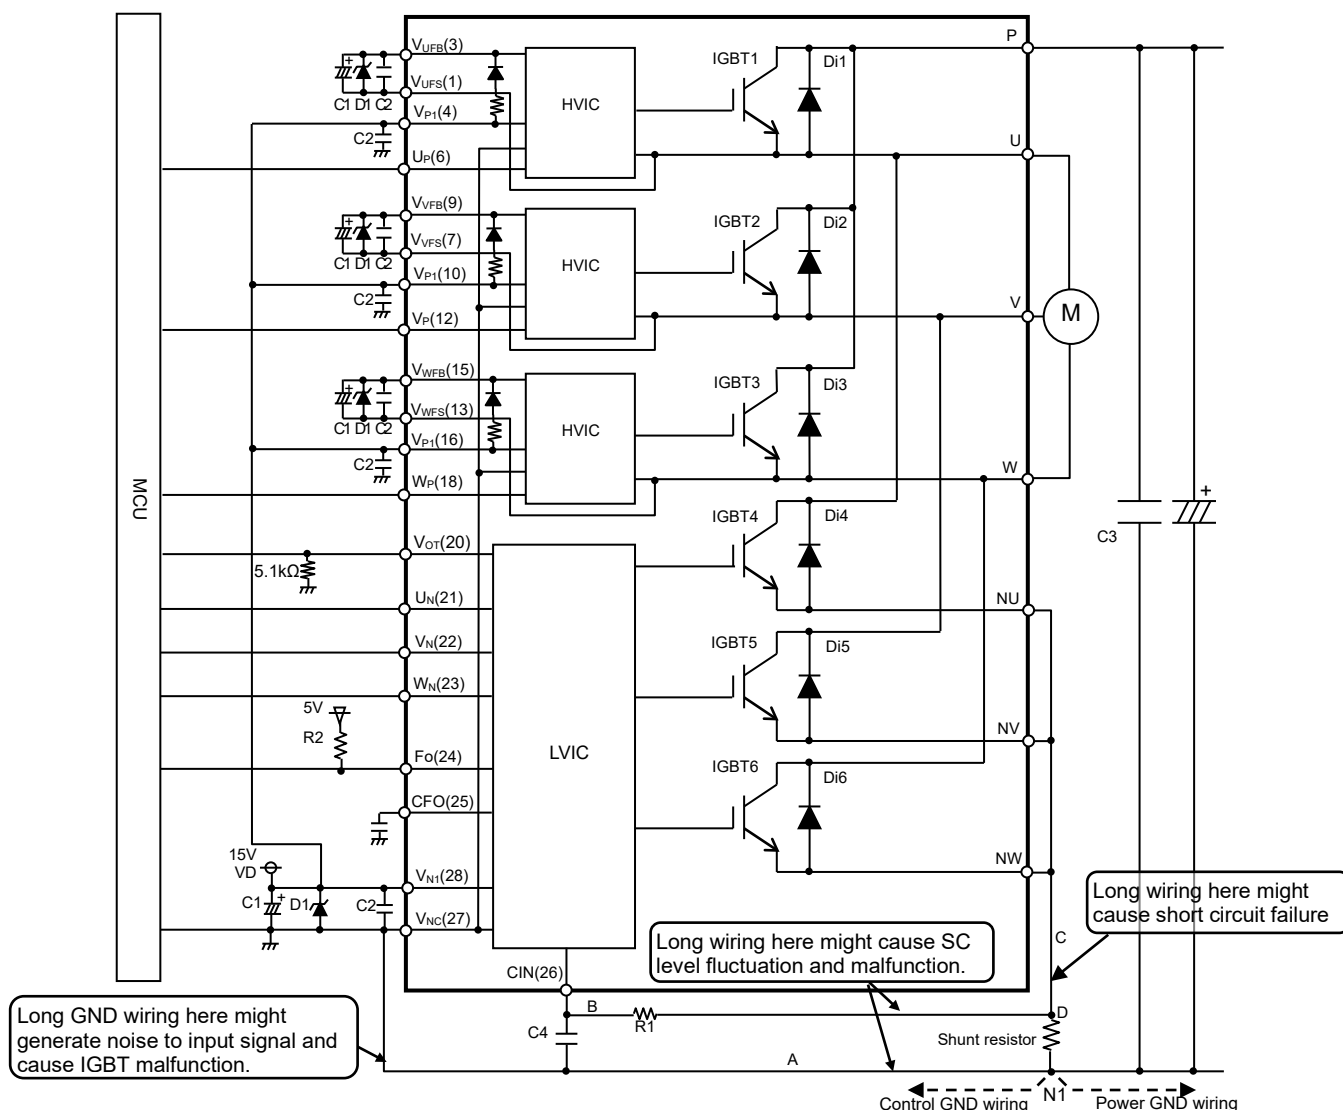 P
VUFB(3)
IGBT1
Di1
VUFS(1)
+
C1 D1 C2
HVIC
VP1(4)
C2
U
UP(6)
VVFB(9)
IGBT2
Di2
VVFS(7)
+
C1 D1 C2
HVIC
VP1(10)
C2
V
M
VP(12)
VWFB(15)
IGBT3
Di3
VWFS(13)
+
C1 D1 C2
HVIC
VP1(16)
C2
W
WP(18)
MCU
IGBT4
Di4
+
C3
VOT(20)
5.1kΩ
UN(21)
NU
IGBT5
Di5
VN(22)
WN(23)
5V
R2
NV
LVIC
Fo(24)
IGBT6
Di6
CFO(25)
15V
VD
NW
VN1(28)
C1
+
D1
C2
VNC(27)
Long wiring here might
cause short circuit failure
Long wiring here might cause SC
level fluctuation and malfunction.
C
CIN(26)
B
R1
D
C4
Shunt resistor
Long GND wiring here might
generate noise to input signal and
cause IGBT malfunction.
A
N1
Control GND wiring
Power GND wiring